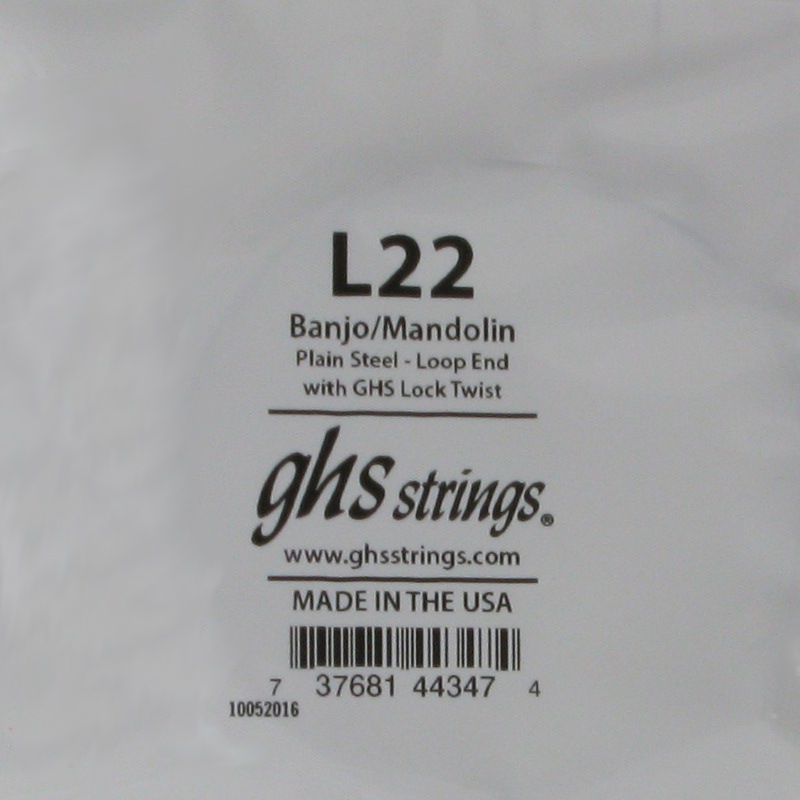 L22
Banjo/Mandolin
Plain Steel - Loop End
with GHS Lock Twist
ghs strings®
www.ghsstrings.com
MADE IN THE USA
7 37681 44347 4
10052016